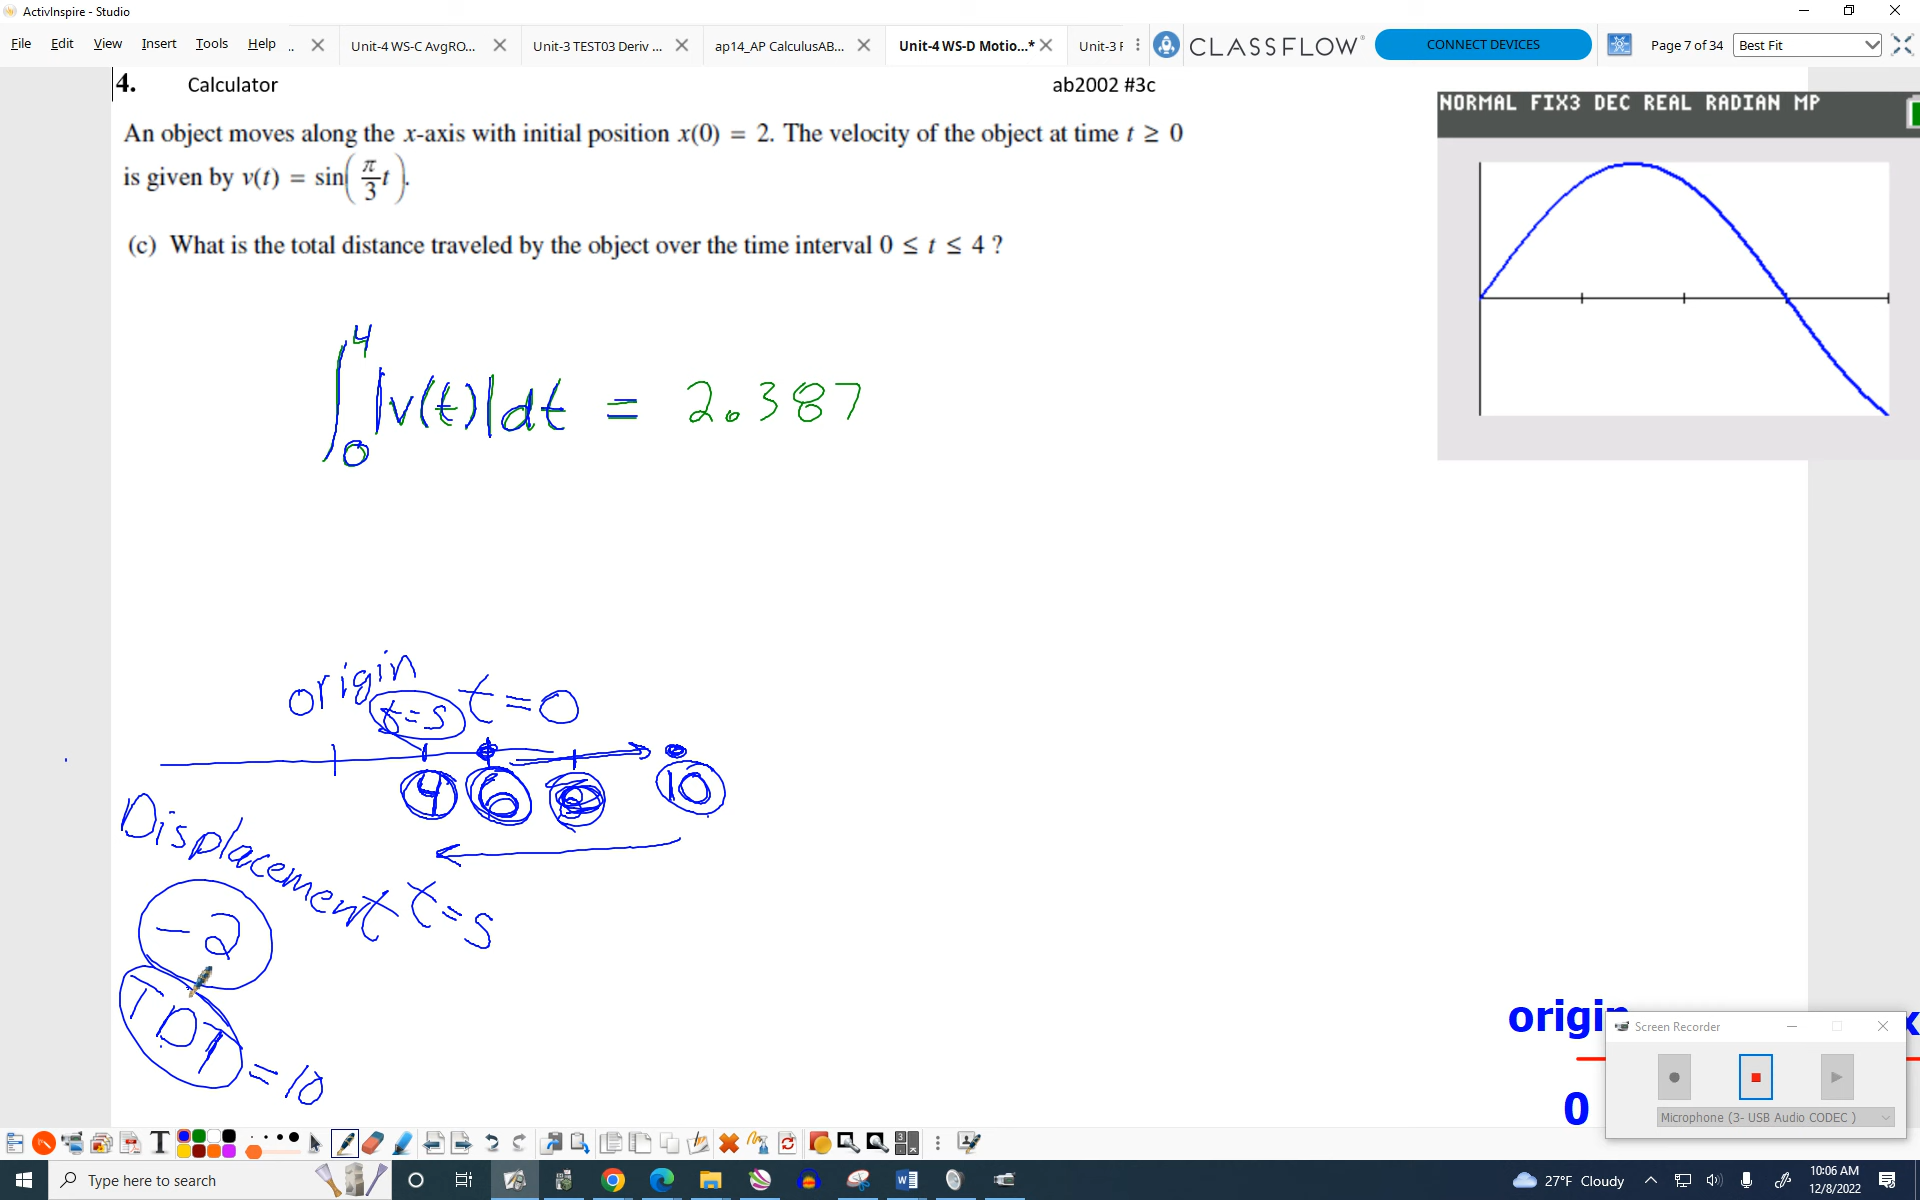 ActivInspire - Studio
File Edit View Insert Tools Help .. Unit-4 WS-C AvgRO... Unit-3 TEST03 Deriv ... ap14_AP CalculusAB... Unit-4 WS-D Motio...* Unit-3 F CLASSFLOW CONNECT DEVICES Page 7 of 34 Best Fit
4. Calculator ab2002 #3c
NORMAL FIX3 DEC REAL RADIAN MP
An object moves along the x-axis with initial position x(0) = 2. The velocity of the object at time t ≥ 0
is given by v(t) = sin(π/3 t).
(c) What is the total distance traveled by the object over the time interval 0 ≤ t ≤ 4 ?
∫₀⁴ |v(t)| dt = 2.387
origin
t=5 t=0
4 6 8 10
Displacement t=5
-2
TDT = 10
origin x
0
Screen Recorder
Microphone (3- USB Audio CODEC )
Type here to search
27°F Cloudy
10:06 AM
12/8/2022